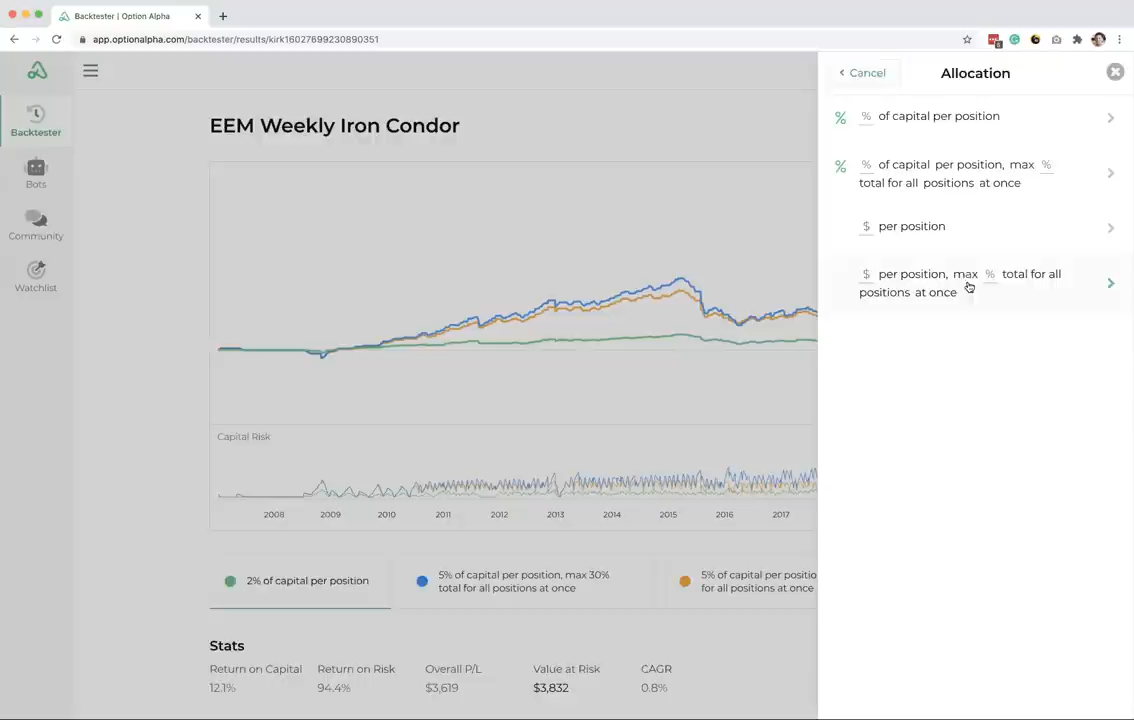 Backtester | Option Alpha
app.optionalpha.com/backtester/results/kirk16027699230890351
Backtester
Bots
Community
Watchlist
EEM Weekly Iron Condor
Capital Risk
2008 2009 2010 2011 2012 2013 2014 2015 2016 2017
2% of capital per position
5% of capital per position, max 30%
total for all positions at once
5% of capital per positio
for all positions at once
Stats
Return on Capital Return on Risk Overall P/L Value at Risk CAGR
12.1% 94.4% $3,619 $3,832 0.8%
Cancel
Allocation
% % of capital per position
% % of capital per position, max %
total for all positions at once
$ per position
$ per position, max % total for all
positions at once